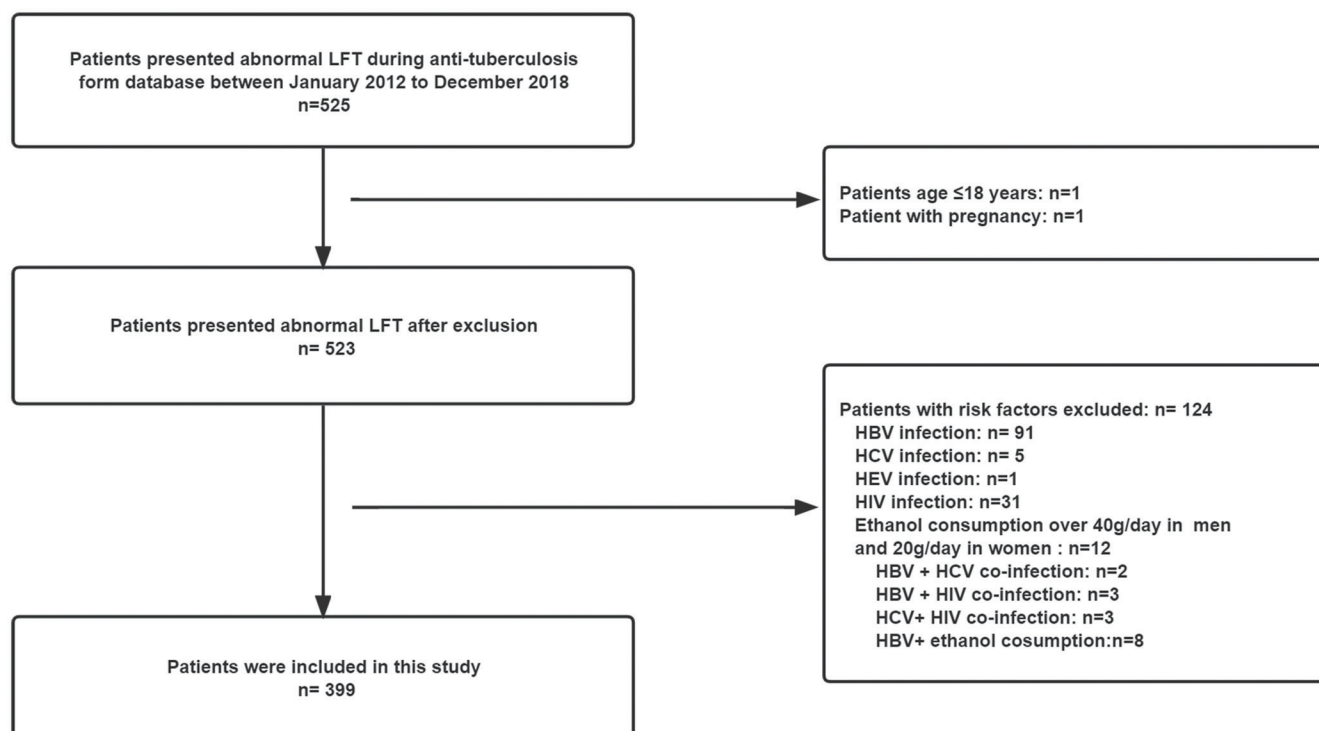 Patients presented abnormal LFT during anti-tuberculosis
form database between January 2012 to December 2018
n=525
Patients age ≤18 years: n=1
Patient with pregnancy: n=1
Patients presented abnormal LFT after exclusion
n= 523
Patients with risk factors excluded: n= 124
HBV infection: n= 91
HCV infection: n= 5
HEV infection: n=1
HIV infection: n=31
Ethanol consumption over 40g/day in  men
and 20g/day in women : n=12
HBV + HCV co-infection: n=2
HBV + HIV co-infection: n=3
HCV+ HIV co-infection: n=3
HBV+ ethanol cosumption:n=8
Patients were included in this study
n= 399